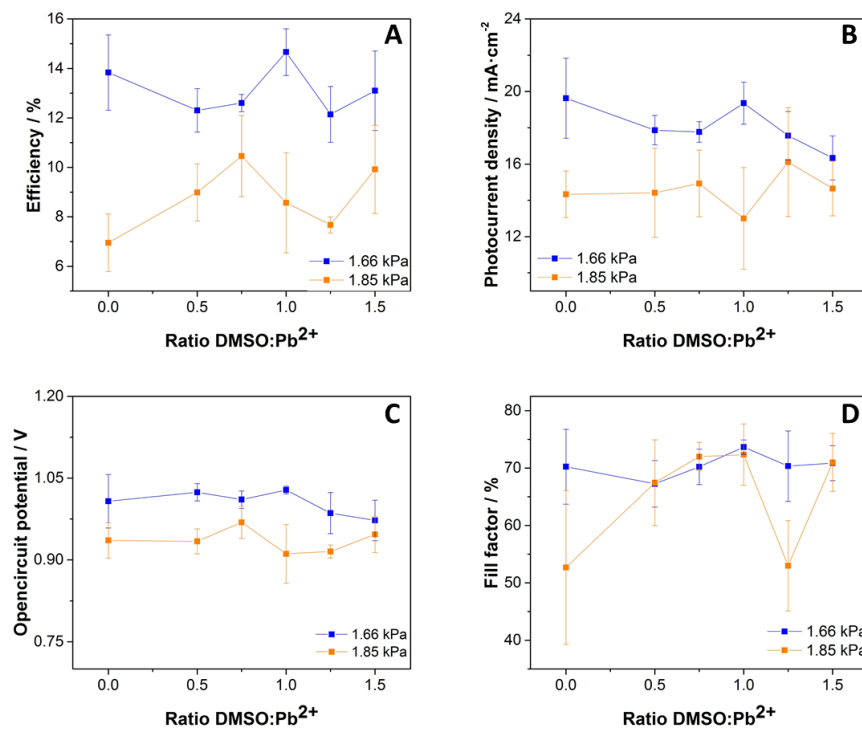 A
Efficiency / %
16
14
12
10
8
6
0.0 0.5 1.0 1.5
1.66 kPa
1.85 kPa
Ratio DMSO:Pb2+
B
Photocurrent density / mA·cm-2
24
20
16
12
0.0 0.5 1.0 1.5
1.66 kPa
1.85 kPa
Ratio DMSO:Pb2+
C
Opencircuit potential / V
1.20
1.05
0.90
0.75
0.0 0.5 1.0 1.5
1.66 kPa
1.85 kPa
Ratio DMSO:Pb2+
D
Fill factor / %
80
70
60
50
40
0.0 0.5 1.0 1.5
1.66 kPa
1.85 kPa
Ratio DMSO:Pb2+